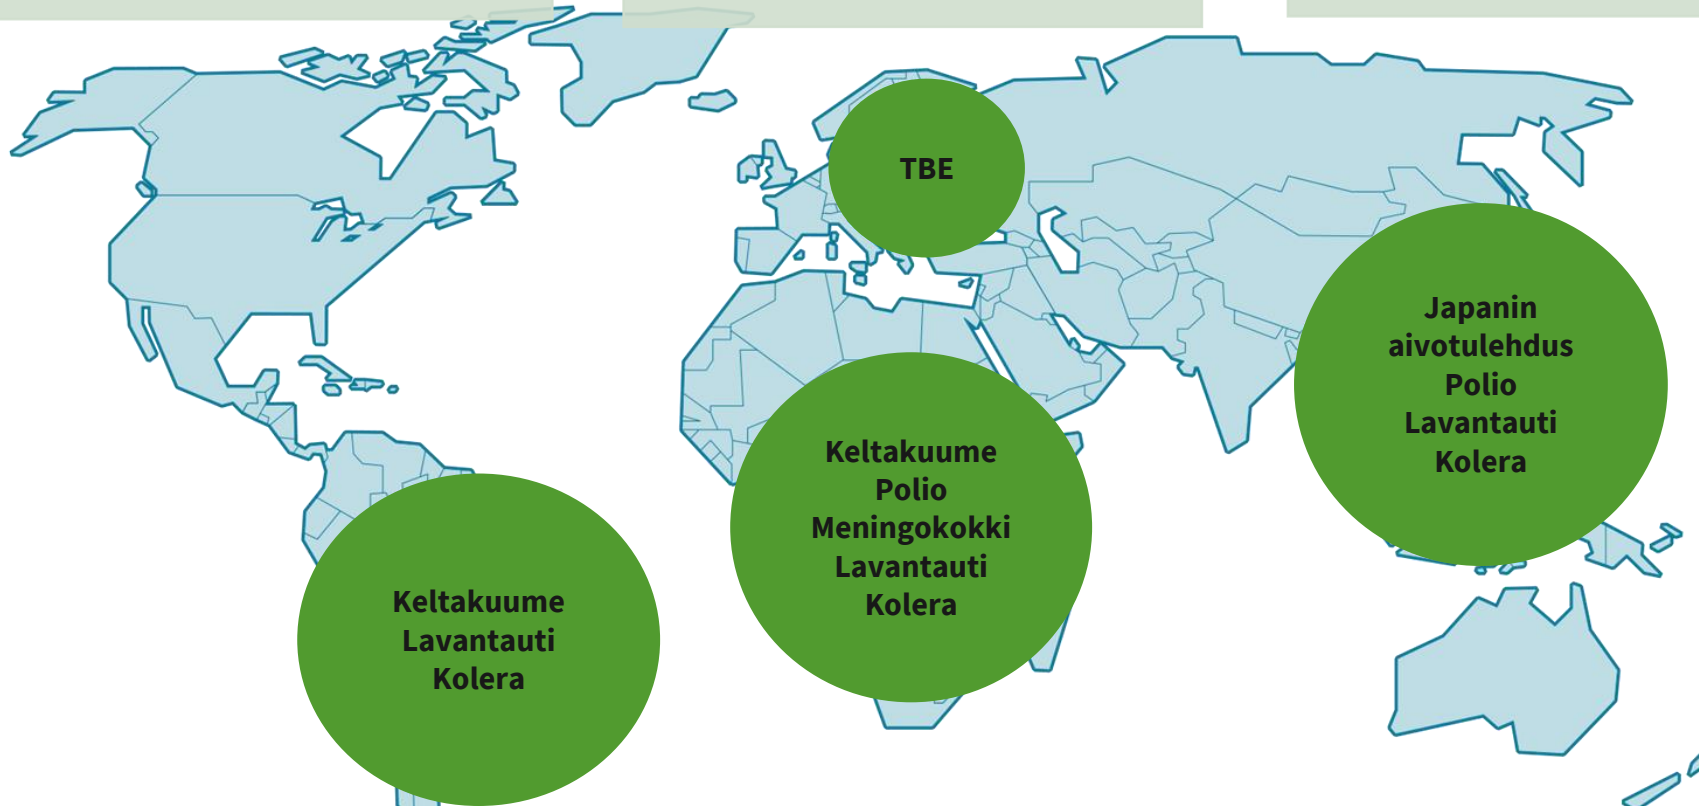 TBE
Japanin
aivotulehdus
Polio
Lavantauti
Kolera
Keltakuume
Polio
Meningokokki
Lavantauti
Kolera
Keltakuume
Lavantauti
Kolera